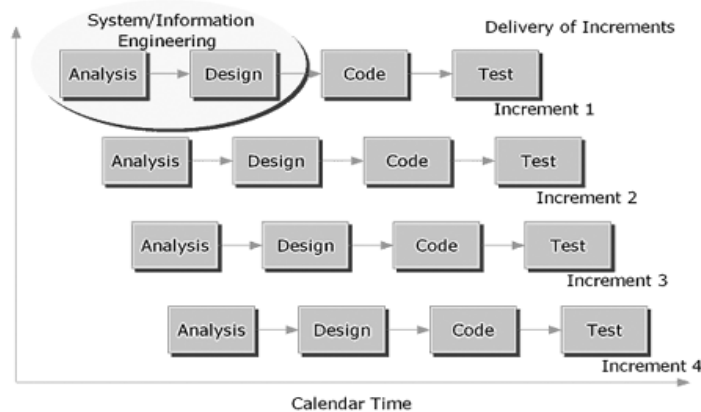 System/Information
Engineering
Delivery of Increments
Analysis
Design
Code
Test
Increment 1
Analysis
Design
Code
Test
Increment 2
Analysis
Design
Code
Test
Increment 3
Analysis
Design
Code
Test
Increment 4
Calendar Time